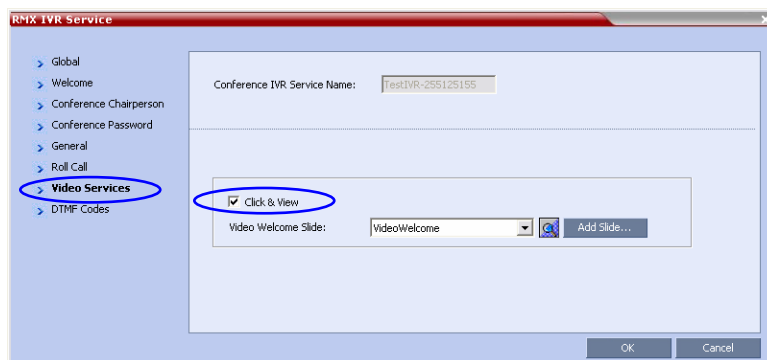 RMX IVR Service
Global
Welcome
Conference Chairperson
Conference Password
General
Roll Call
Video Services
DTMF Codes
Conference IVR Service Name: TestIVR-255125155
Click & View
Video Welcome Slide: VideoWelcome Add Slide...
OK Cancel